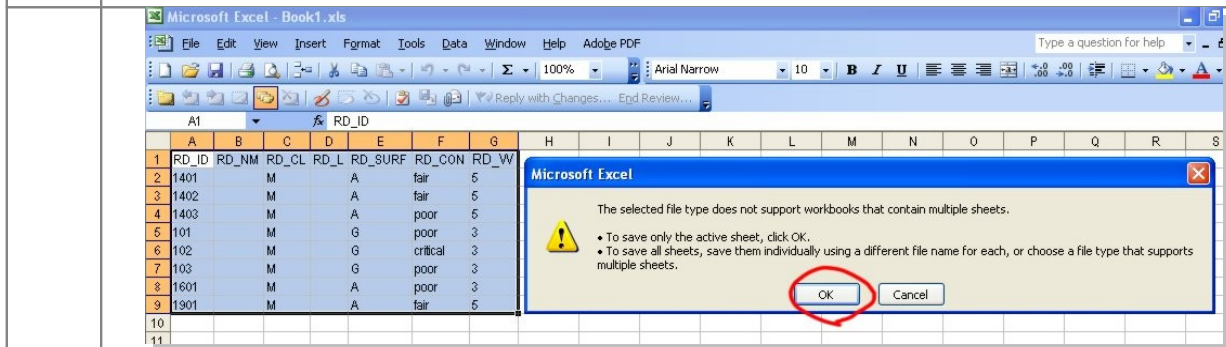 Microsoft Excel - Book1.xls
File Edit View Insert Format Tools Data Window Help Adobe PDF Type a question for help
Σ 100% Arial Narrow 10 B I U A
Reply with Changes... End Review...
A1 fx RD_ID
A B C D E F G H I J K L M N O P Q R S
1 RD_ID RD_NM RD_CL RD_L RD_SURF RD_CON RD_W
2 1401 M A fair 5
3 1402 M A fair 5
4 1403 M A poor 5
5 101 M G poor 3
6 102 M G critical 3
7 103 M G poor 3
8 1601 M A poor 3
9 1901 M A fair 5
10
11
Microsoft Excel
The selected file type does not support workbooks that contain multiple sheets.
• To save only the active sheet, click OK.
• To save all sheets, save them individually using a different file name for each, or choose a file type that supports
multiple sheets.
OK Cancel